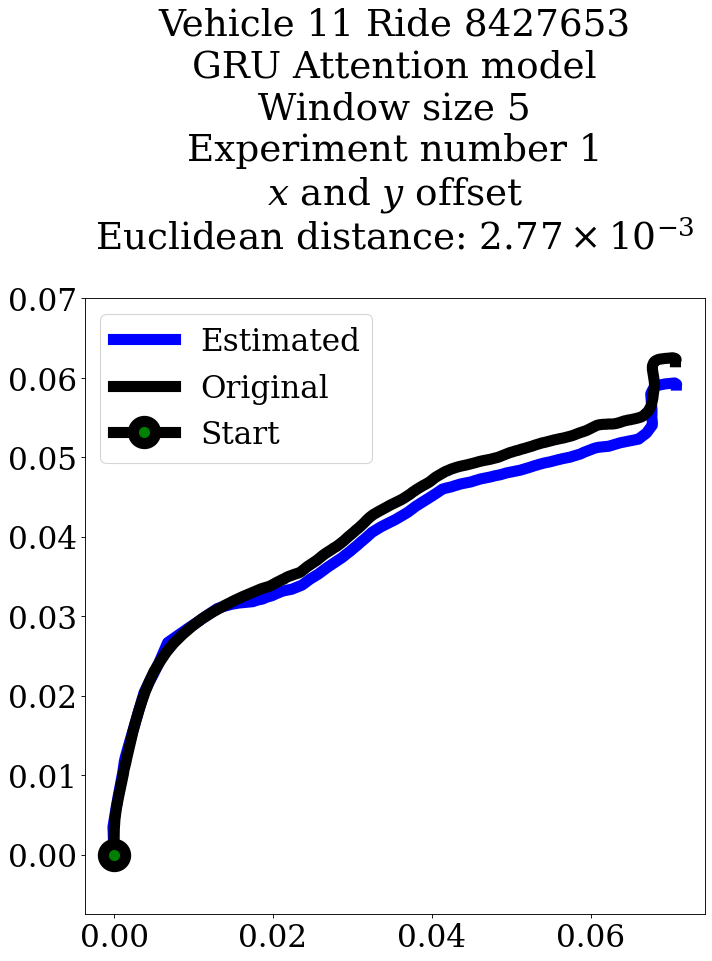 Vehicle 11 Ride 8427653
GRU Attention model
Window size 5
Experiment number 1
x and y offset
Euclidean distance: 2.77 × 10⁻³
0.07
0.06
0.05
0.04
0.03
0.02
0.01
0.00
Estimated
Original
Start
0.00 0.02 0.04 0.06